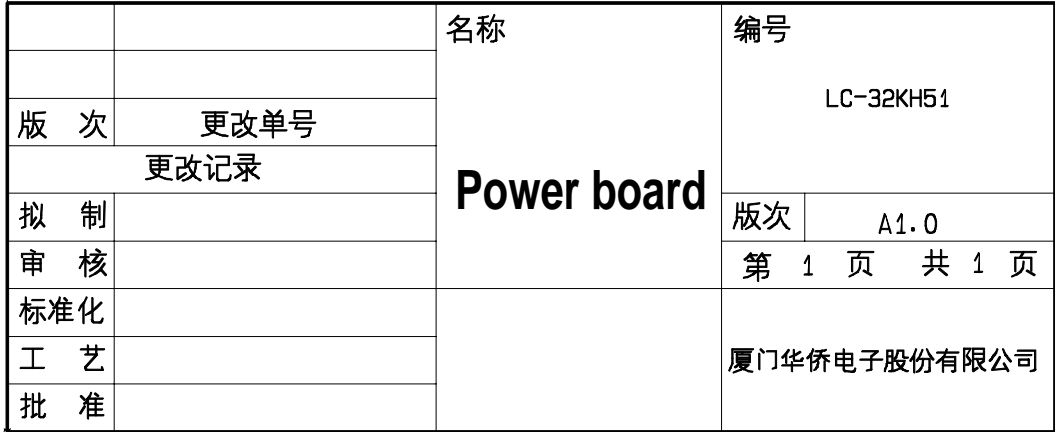 名称
编号
LC-32KH51
版 次 更改单号
更改记录
Power board
拟 制
版次 A1.0
审 核
第 1 页 共 1 页
标准化
工 艺
厦门华侨电子股份有限公司
批 准